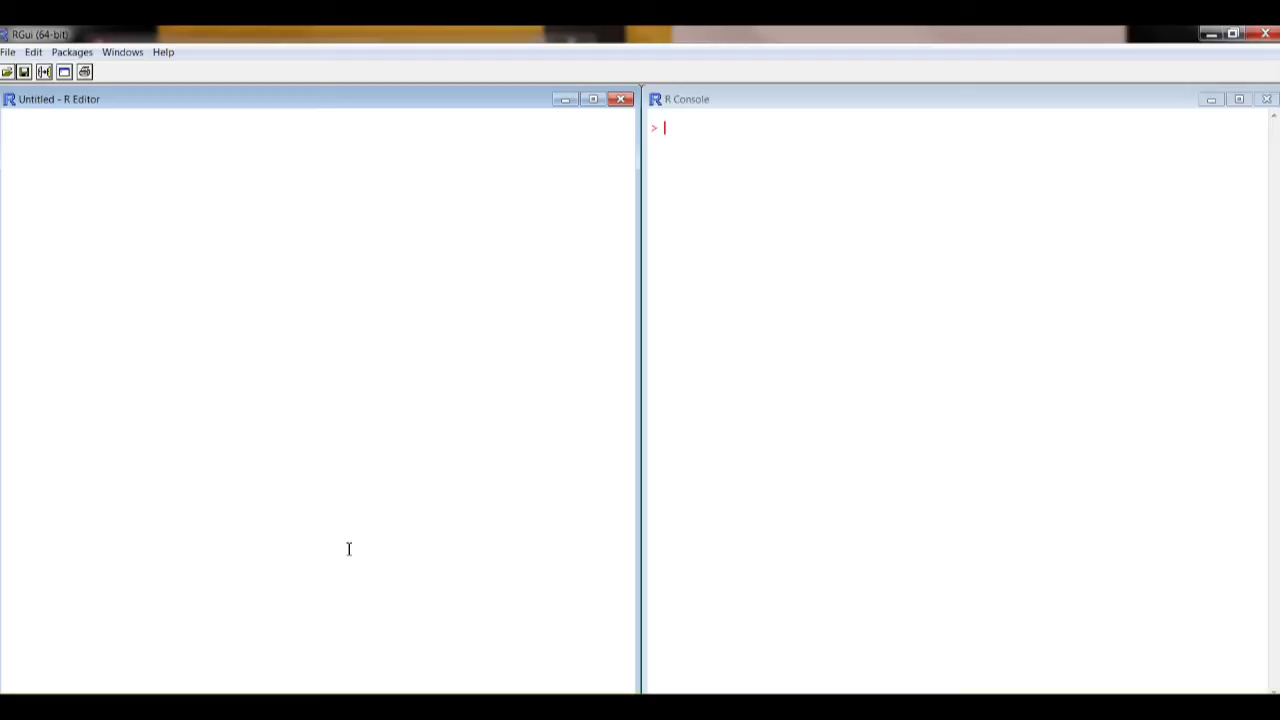 RGui (64-bit)
File Edit Packages Windows Help
Untitled - R Editor
R Console
>